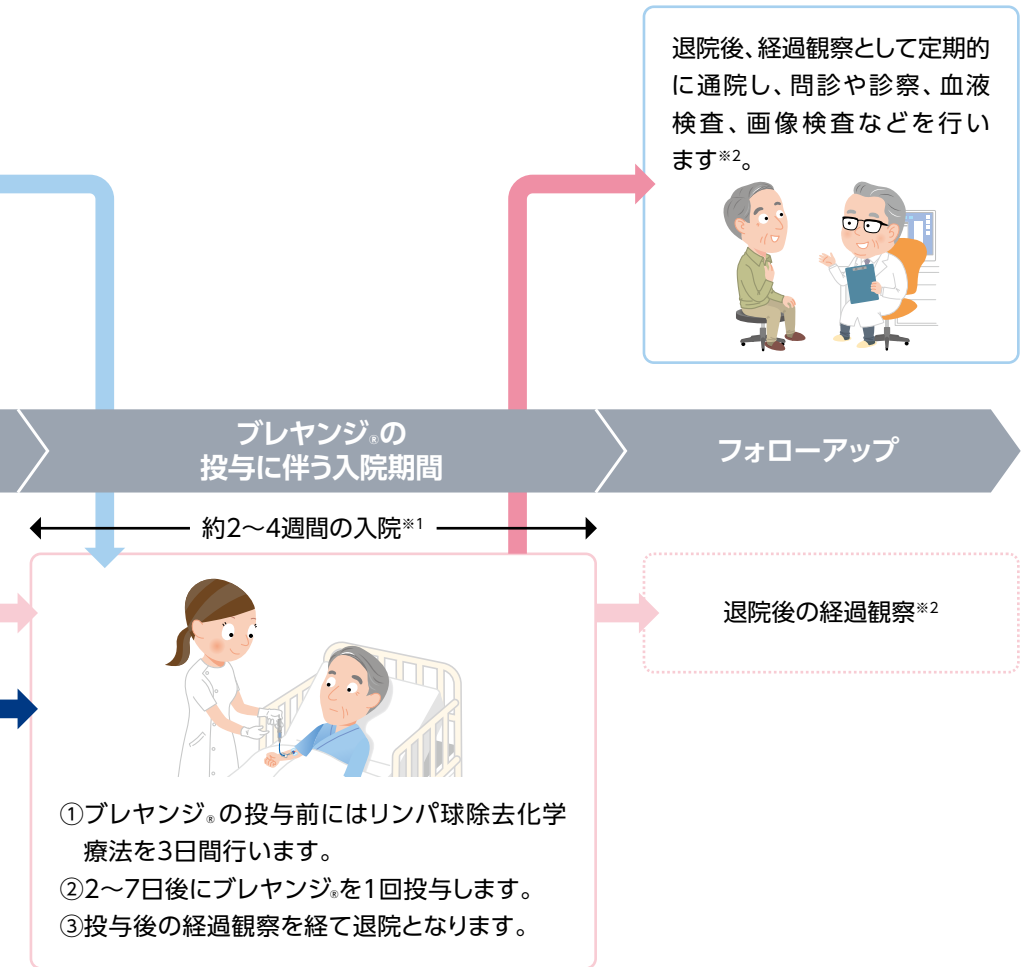 退院後、経過観察として定期的
に通院し、問診や診察、血液
検査、画像検査などを行い
ます※2。
ブレヤンジ®の
投与に伴う入院期間
フォローアップ
約2〜4週間の入院※1
退院後の経過観察※2
①ブレヤンジ®の投与前にはリンパ球除去化学
療法を3日間行います。
②2〜7日後にブレヤンジ®を1回投与します。
③投与後の経過観察を経て退院となります。